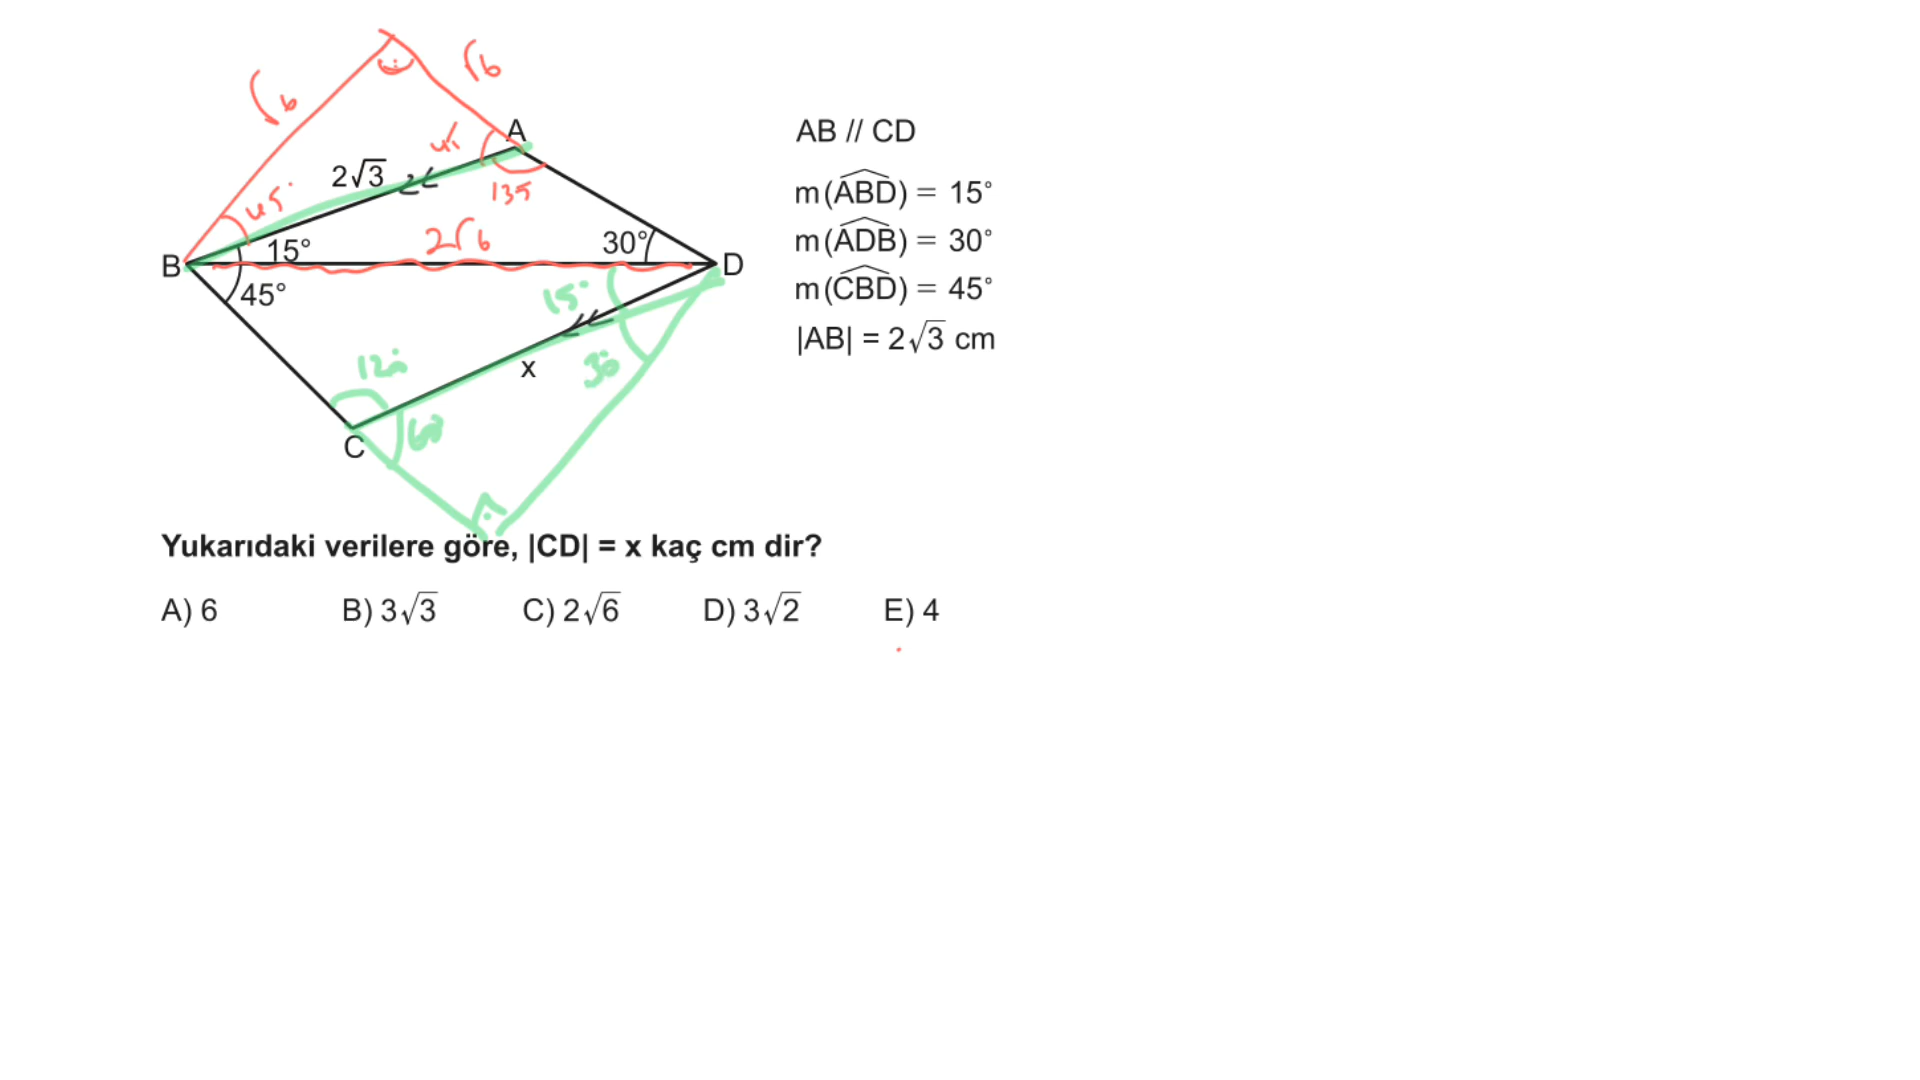 √6
√6
A
45
2√3
135
45°
15°
2√6
30°
B
D
45°
15°
x
30
120
60
C
AB // CD
m(ABD) = 15°
m(ADB) = 30°
m(CBD) = 45°
|AB| = 2√3 cm
Yukarıdaki verilere göre, |CD| = x kaç cm dir?
A) 6 B) 3√3 C) 2√6 D) 3√2 E) 4